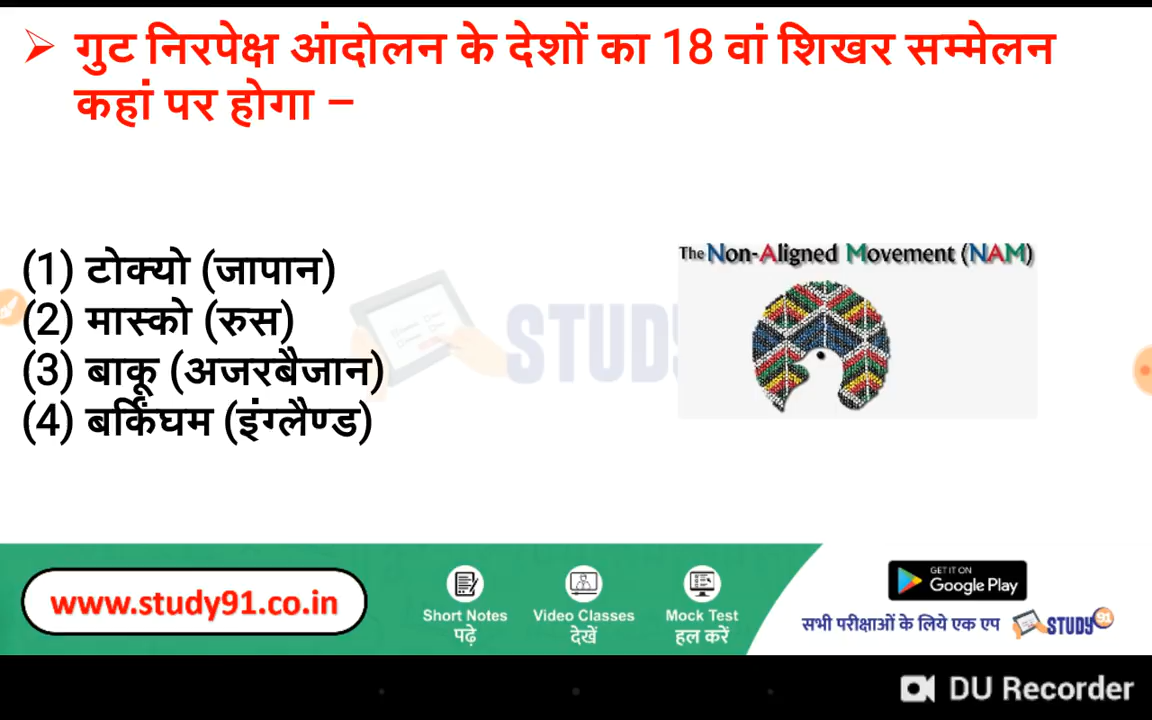 गुट निरपेक्ष आंदोलन के देशों का 18 वां शिखर सम्मेलन
कहां पर होगा –
(1) टोक्यो (जापान)
(2) मास्को (रुस)
(3) बाकू (अजरबैजान)
(4) बर्किंघम (इंग्लैण्ड)
The Non-Aligned Movement (NAM)
STUD
www.study91.co.in
Short Notes
पढ़े
Video Classes
देखें
Mock Test
हल करें
GET IT ON
Google Play
सभी परीक्षाओं के लिये एक एप
STUDY 91
DU Recorder